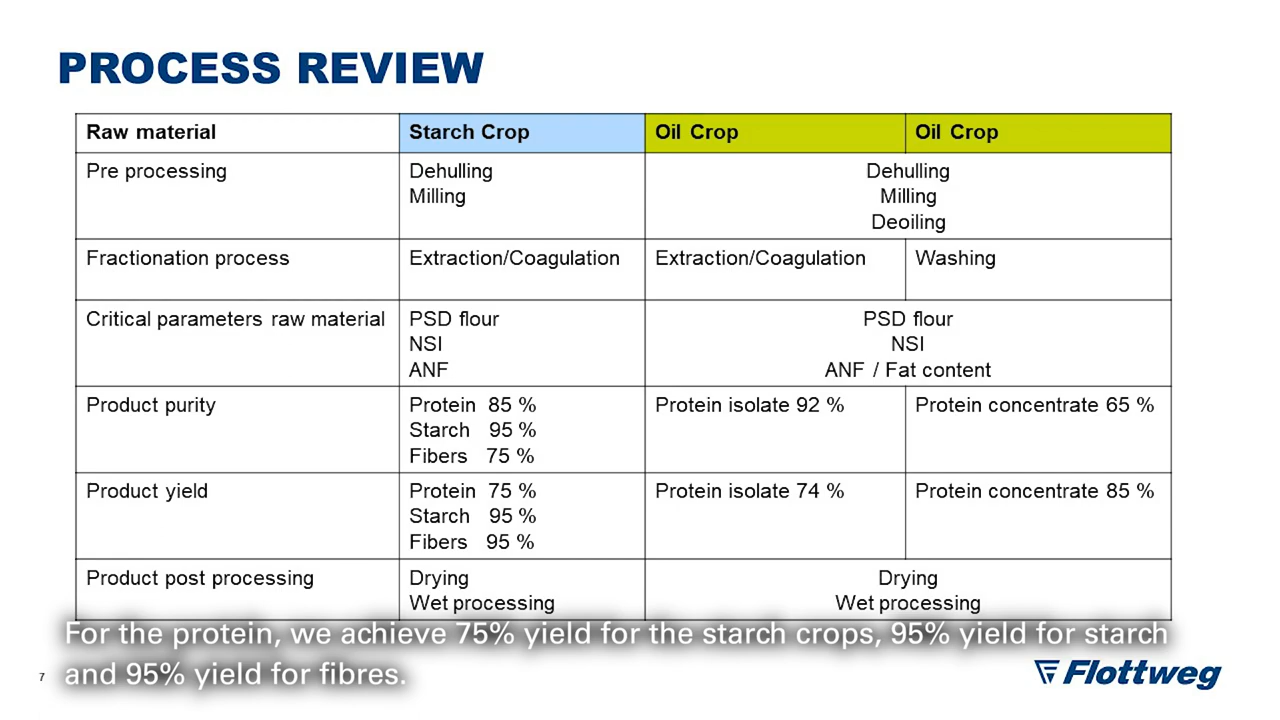 PROCESS REVIEW
Raw material Starch Crop Oil Crop Oil Crop
Pre processing Dehulling Dehulling
Milling Milling
Deoiling
Fractionation process Extraction/Coagulation Extraction/Coagulation Washing
Critical parameters raw material PSD flour PSD flour
NSI NSI
ANF ANF / Fat content
Product purity Protein 85 % Protein isolate 92 % Protein concentrate 65 %
Starch 95 %
Fibers 75 %
Product yield Protein 75 % Protein isolate 74 % Protein concentrate 85 %
Starch 95 %
Fibers 95 %
Product post processing Drying Drying
Wet processing Wet processing
For the protein, we achieve 75% yield for the starch crops, 95% yield for starch
and 95% yield for fibres.
7
Flottweg